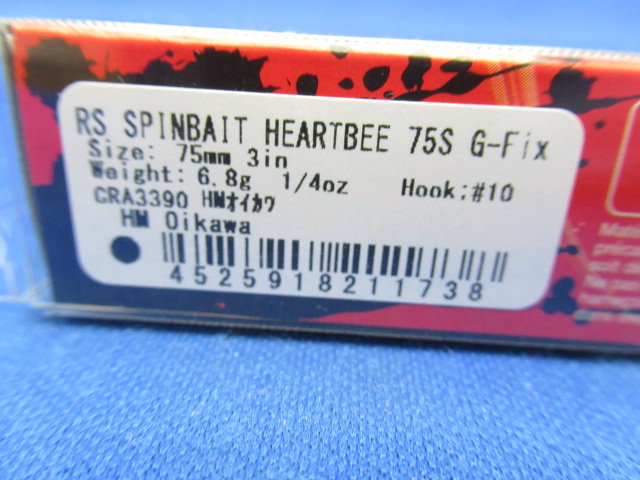 RS SPINBAIT HEARTBEE 75S G-Fix
Size: 75mm 3in
Weight: 6.8g 1/4oz Hook:#10
CRA3390 HMオイカワ
HM Oikawa
4525918211738